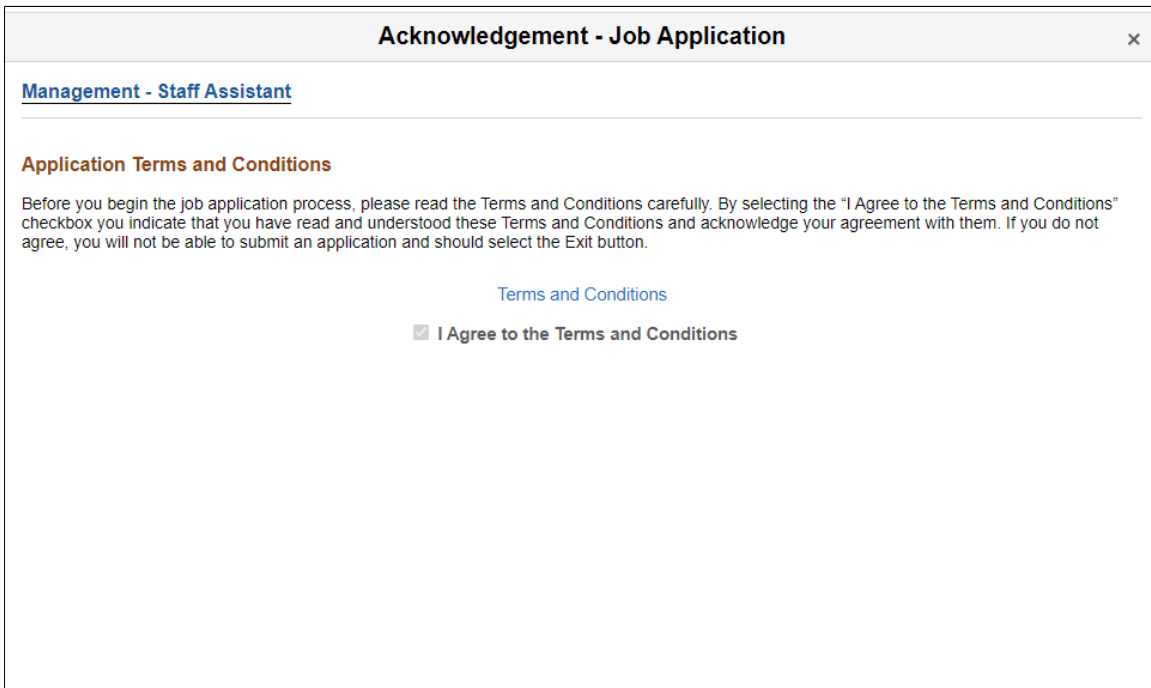 Acknowledgement - Job Application
Management - Staff Assistant
Application Terms and Conditions
Before you begin the job application process, please read the Terms and Conditions carefully. By selecting the “I Agree to the Terms and Conditions”
checkbox you indicate that you have read and understood these Terms and Conditions and acknowledge your agreement with them. If you do not
agree, you will not be able to submit an application and should select the Exit button.
Terms and Conditions
I Agree to the Terms and Conditions